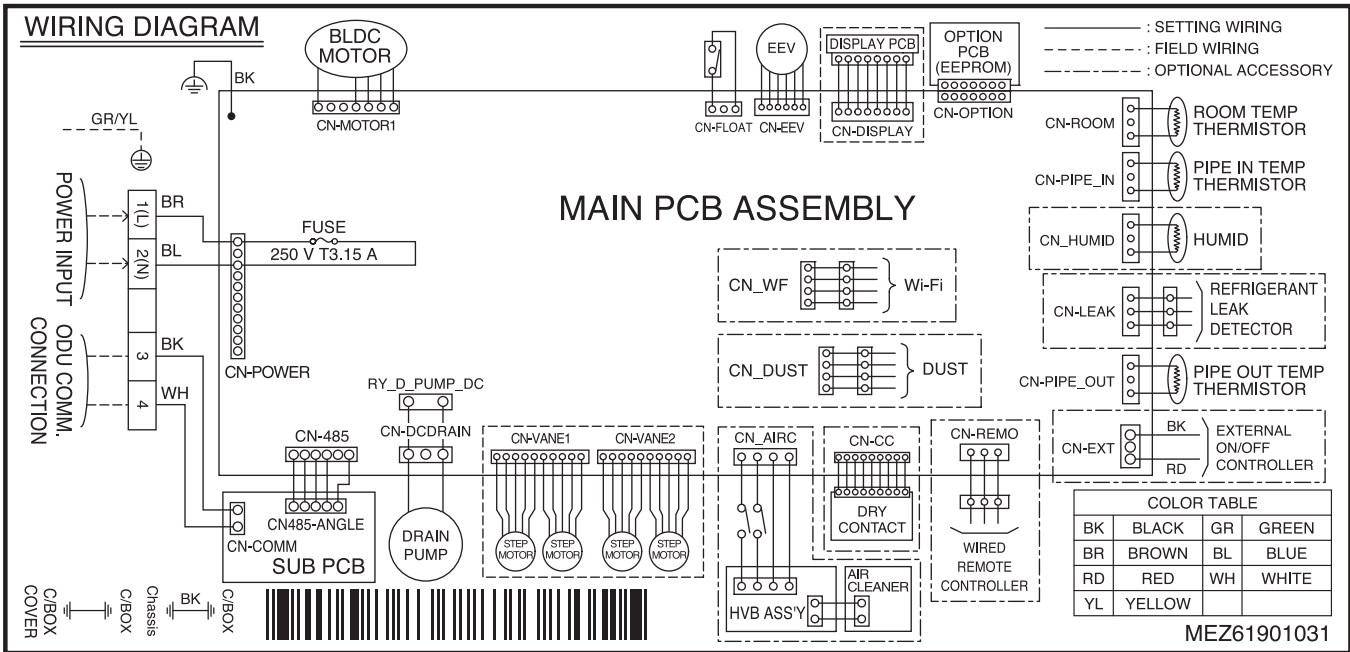 WIRING DIAGRAM
BLDC
MOTOR
CN-MOTOR1
BK
GR/YL
CN-FLOAT
EEV
CN-EEV
DISPLAY PCB
CN-DISPLAY
OPTION
PCB
(EEPROM)
CN-OPTION
: SETTING WIRING
: FIELD WIRING
: OPTIONAL ACCESSORY
CN-ROOM
ROOM TEMP
THERMISTOR
CN-PIPE_IN
PIPE IN TEMP
THERMISTOR
CN_HUMID
HUMID
CN-LEAK
REFRIGERANT
LEAK
DETECTOR
CN-PIPE_OUT
PIPE OUT TEMP
THERMISTOR
CN-EXT
BK
RD
EXTERNAL
ON/OFF
CONTROLLER
MAIN PCB ASSEMBLY
POWER INPUT
1(L)
2(N)
BR
BL
FUSE
250 V T3.15 A
CN-POWER
ODU COMM.
CONNECTION
3
4
BK
WH
CN_WF
Wi-Fi
CN_DUST
DUST
RY_D_PUMP_DC
CN-DCDRAIN
DRAIN
PUMP
CN-485
CN485-ANGLE
CN-COMM
SUB PCB
CN-VANE1
CN-VANE2
STEP
MOTOR
STEP
MOTOR
STEP
MOTOR
STEP
MOTOR
CN_AIRC
HVB ASS'Y
AIR
CLEANER
CN-CC
DRY
CONTACT
CN-REMO
WIRED
REMOTE
CONTROLLER
COLOR TABLE
BK BLACK GR GREEN
BR BROWN BL BLUE
RD RED WH WHITE
YL YELLOW
C/BOX
COVER
C/BOX
Chassis
BK
C/BOX
MEZ61901031